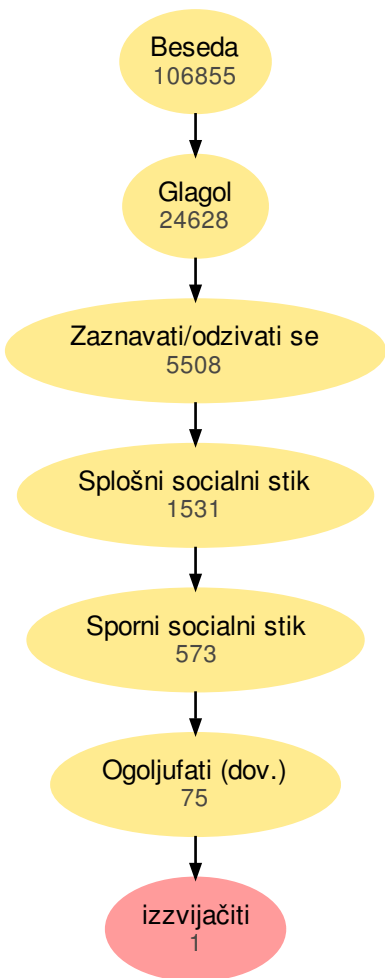 Beseda
106855
Glagol
24628
Zaznavati/odzivati se
5508
Splošni socialni stik
1531
Sporni socialni stik
573
Ogoljufati (dov.)
75
izzvijačiti
1